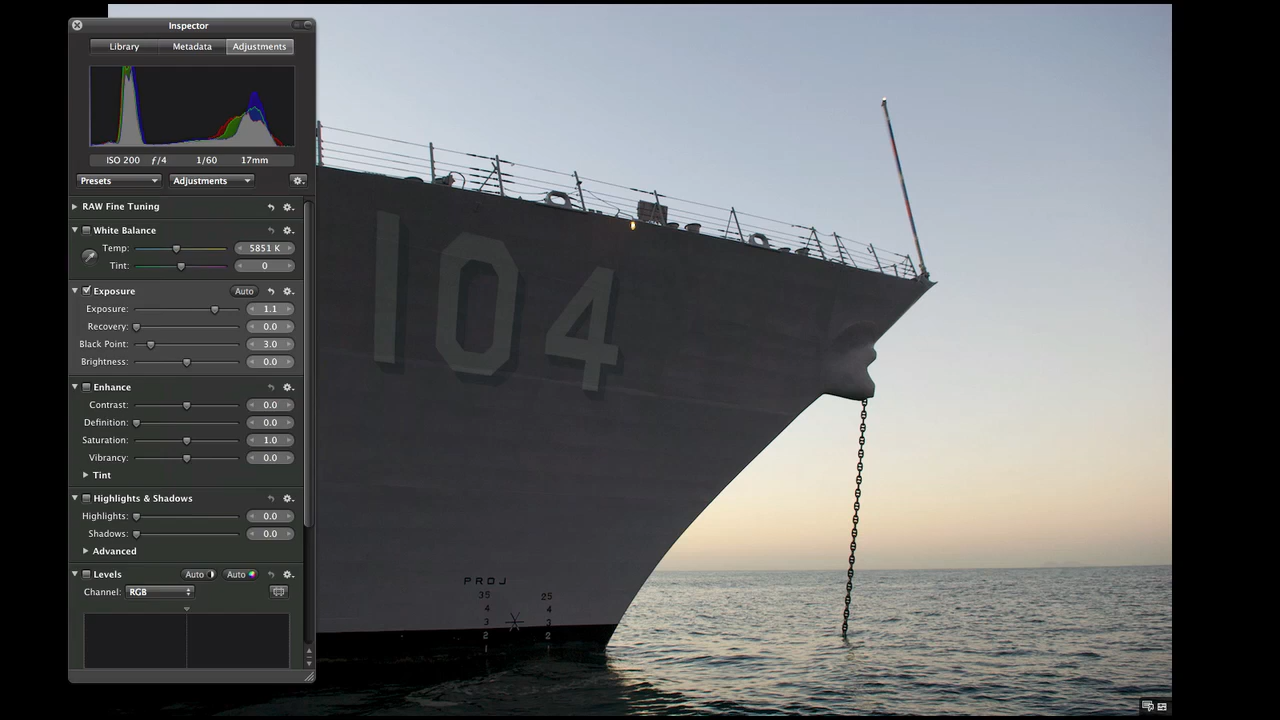 Inspector
Library Metadata Adjustments
ISO 200 ƒ/4 1/60 17mm
Presets Adjustments
RAW Fine Tuning
White Balance
Temp: 5851 K
Tint: 0
Exposure Auto
Exposure: 1.1
Recovery: 0.0
Black Point: 3.0
Brightness: 0.0
Enhance
Contrast: 0.0
Definition: 0.0
Saturation: 1.0
Vibrancy: 0.0
Tint
Highlights & Shadows
Highlights: 0.0
Shadows: 0.0
Advanced
Levels Auto Auto
Channel: RGB
104
PROJ
35 25
4 4
3 3
2 2